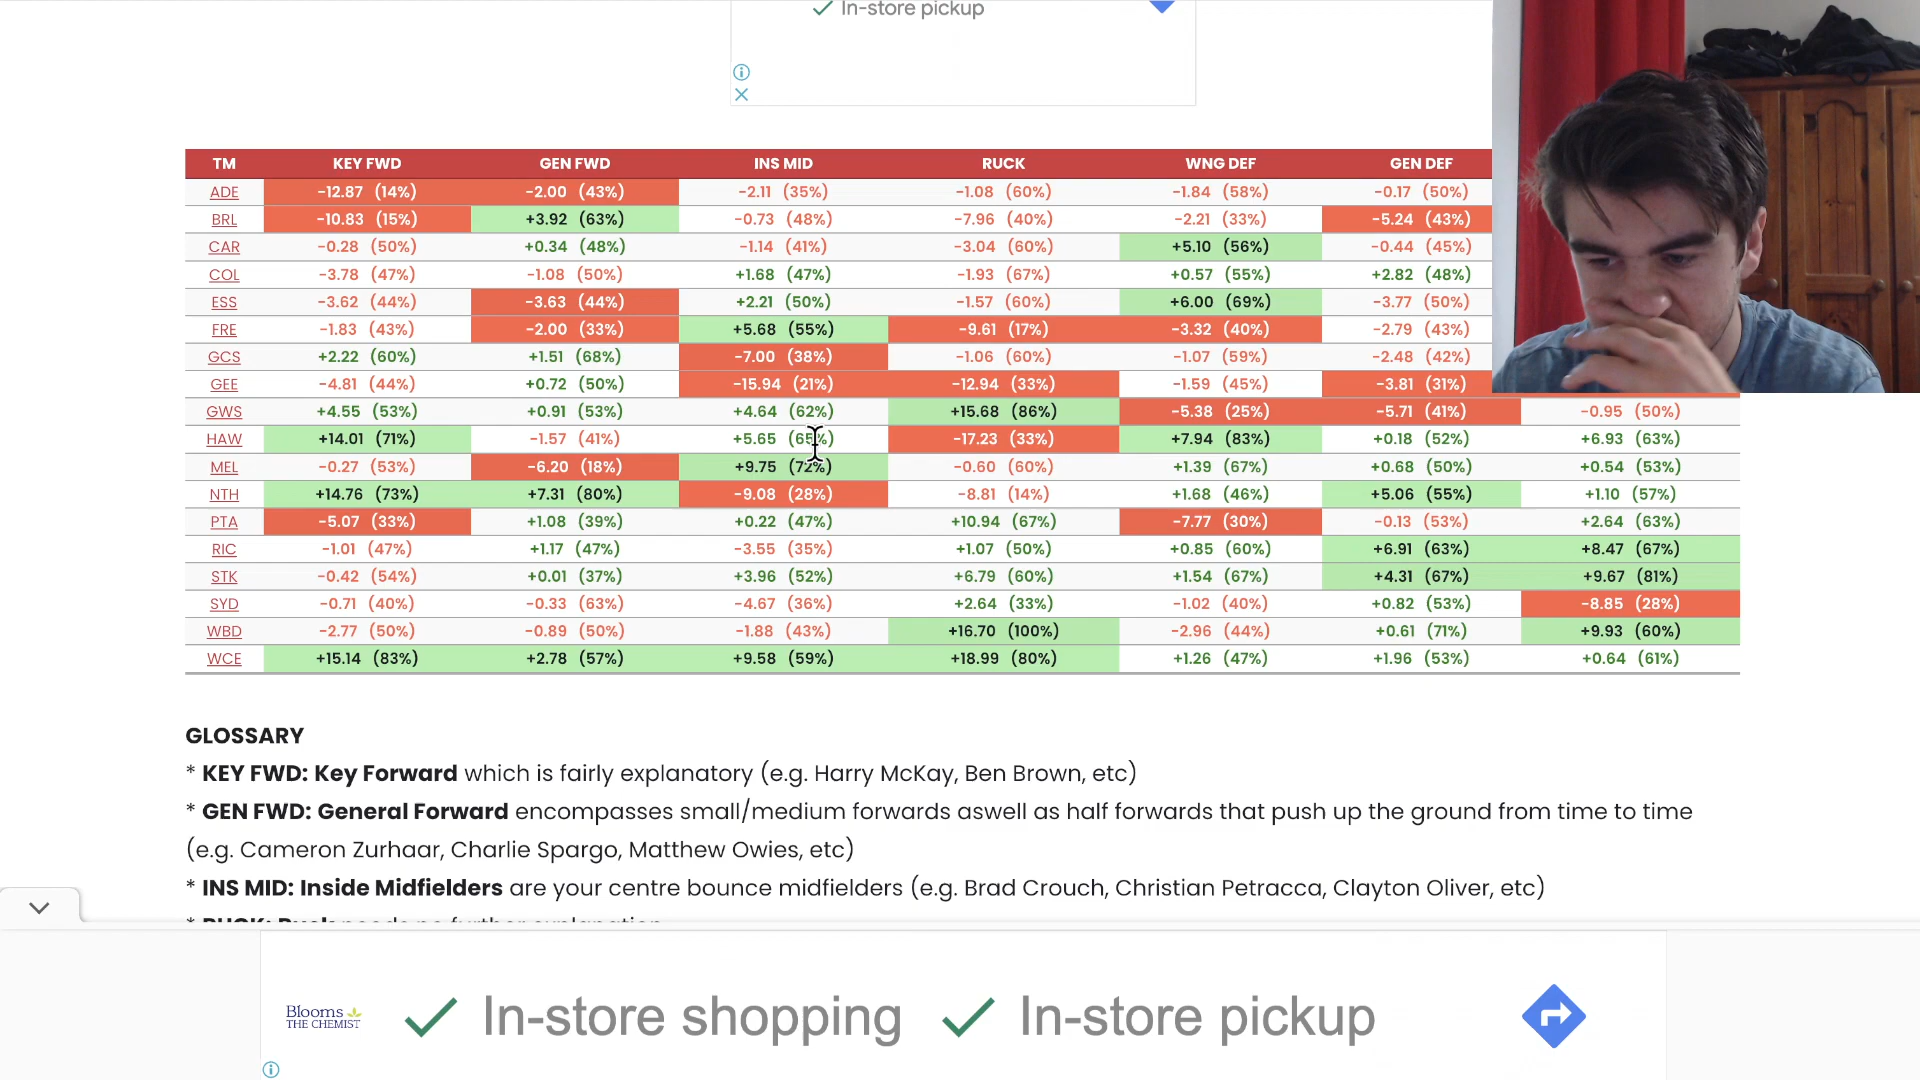 In-store pickup
TM KEY FWD GEN FWD INS MID RUCK WNG DEF GEN DEF
ADE -12.87 (14%) -2.00 (43%) -2.11 (35%) -1.08 (60%) -1.84 (58%) -0.17 (50%)
BRL -10.83 (15%) +3.92 (63%) -0.73 (48%) -7.96 (40%) -2.21 (33%) -5.24 (43%)
CAR -0.28 (50%) +0.34 (48%) -1.14 (41%) -3.04 (60%) +5.10 (56%) -0.44 (45%)
COL -3.78 (47%) -1.08 (50%) +1.68 (47%) -1.93 (67%) +0.57 (55%) +2.82 (48%)
ESS -3.62 (44%) -3.63 (44%) +2.21 (50%) -1.57 (60%) +6.00 (69%) -3.77 (50%)
FRE -1.83 (43%) -2.00 (33%) +5.68 (55%) -9.61 (17%) -3.32 (40%) -2.79 (43%)
GCS +2.22 (60%) +1.51 (68%) -7.00 (38%) -1.06 (60%) -1.07 (59%) -2.48 (42%)
GEE -4.81 (44%) +0.72 (50%) -15.94 (21%) -12.94 (33%) -1.59 (45%) -3.81 (31%)
GWS +4.55 (53%) +0.91 (53%) +4.64 (62%) +15.68 (86%) -5.38 (25%) -5.71 (41%) -0.95 (50%)
HAW +14.01 (71%) -1.57 (41%) +5.65 (65%) -17.23 (33%) +7.94 (83%) +0.18 (52%) +6.93 (63%)
MEL -0.27 (53%) -6.20 (18%) +9.75 (72%) -0.60 (60%) +1.39 (67%) +0.68 (50%) +0.54 (53%)
NTH +14.76 (73%) +7.31 (80%) -9.08 (28%) -8.81 (14%) +1.68 (46%) +5.06 (55%) +1.10 (57%)
PTA -5.07 (33%) +1.08 (39%) +0.22 (47%) +10.94 (67%) -7.77 (30%) -0.13 (53%) +2.64 (63%)
RIC -1.01 (47%) +1.17 (47%) -3.55 (35%) +1.07 (50%) +0.85 (60%) +6.91 (63%) +8.47 (67%)
STK -0.42 (54%) +0.01 (37%) +3.96 (52%) +6.79 (60%) +1.54 (67%) +4.31 (67%) +9.67 (81%)
SYD -0.71 (40%) -0.33 (63%) -4.67 (36%) +2.64 (33%) -1.02 (40%) +0.82 (53%) -8.85 (28%)
WBD -2.77 (50%) -0.89 (50%) -1.88 (43%) +16.70 (100%) -2.96 (44%) +0.61 (71%) +9.93 (60%)
WCE +15.14 (83%) +2.78 (57%) +9.58 (59%) +18.99 (80%) +1.26 (47%) +1.96 (53%) +0.64 (61%)
GLOSSARY
* KEY FWD: Key Forward which is fairly explanatory (e.g. Harry McKay, Ben Brown, etc)
* GEN FWD: General Forward encompasses small/medium forwards aswell as half forwards that push up the ground from time to time
(e.g. Cameron Zurhaar, Charlie Spargo, Matthew Owies, etc)
* INS MID: Inside Midfielders are your centre bounce midfielders (e.g. Brad Crouch, Christian Petracca, Clayton Oliver, etc)
* RUCK: Ruck needs no further explanation
Blooms THE CHEMIST In-store shopping In-store pickup